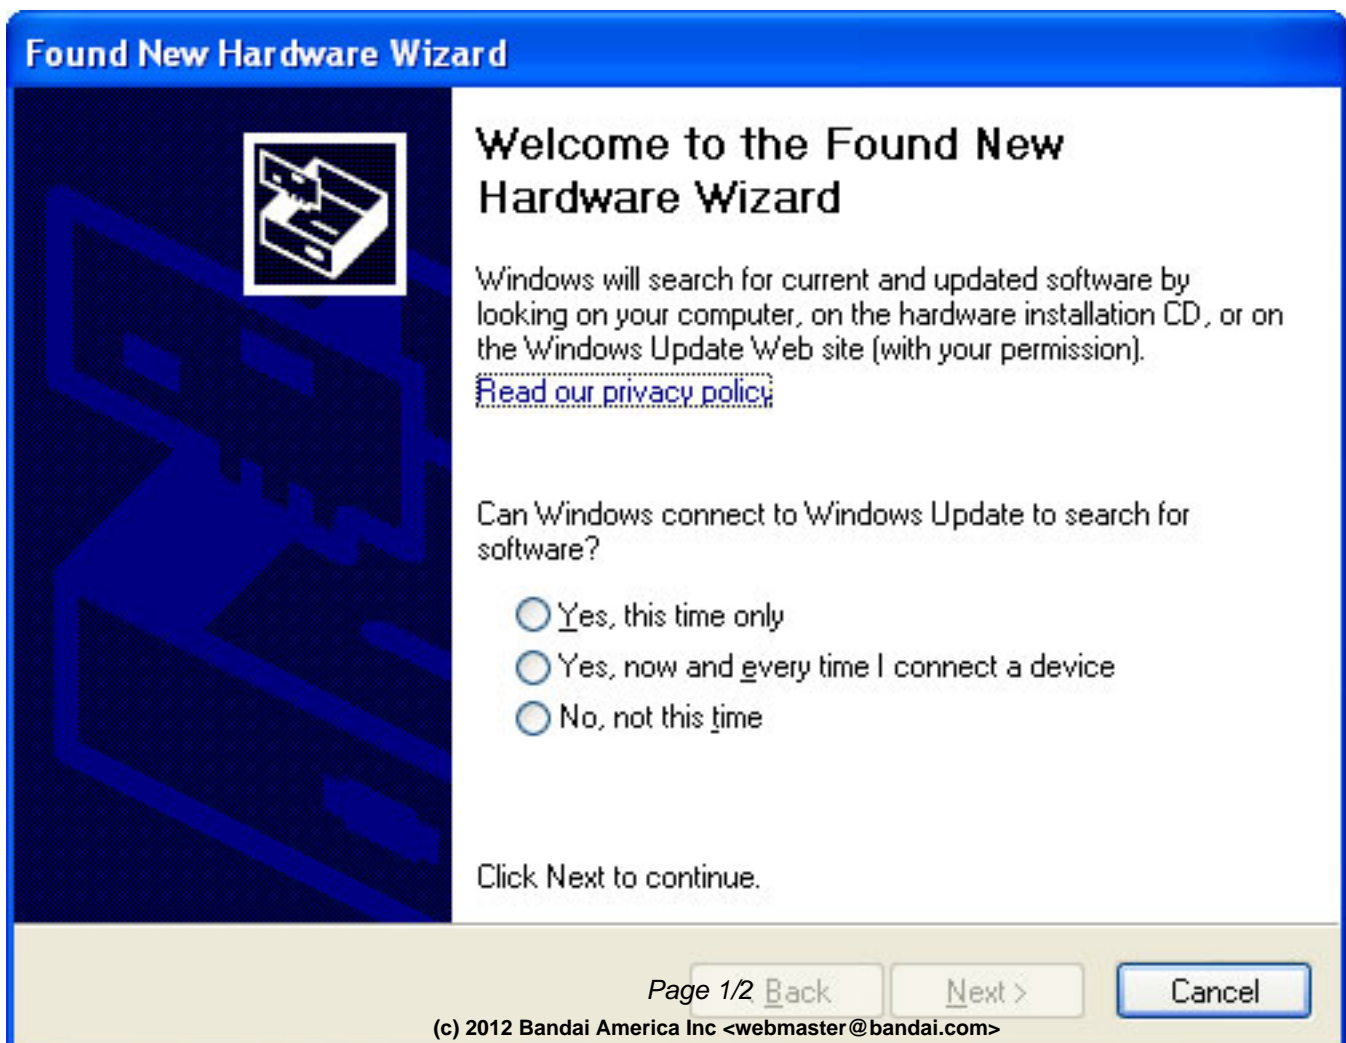 Found New Hardware Wizard
Welcome to the Found New
Hardware Wizard
Windows will search for current and updated software by
looking on your computer, on the hardware installation CD, or on
the Windows Update Web site (with your permission).
Read our privacy policy
Can Windows connect to Windows Update to search for
software?
Yes, this time only
Yes, now and every time I connect a device
No, not this time
Click Next to continue.
Page 1/2
Back
Next >
Cancel
(c) 2012 Bandai America Inc <webmaster@bandai.com>